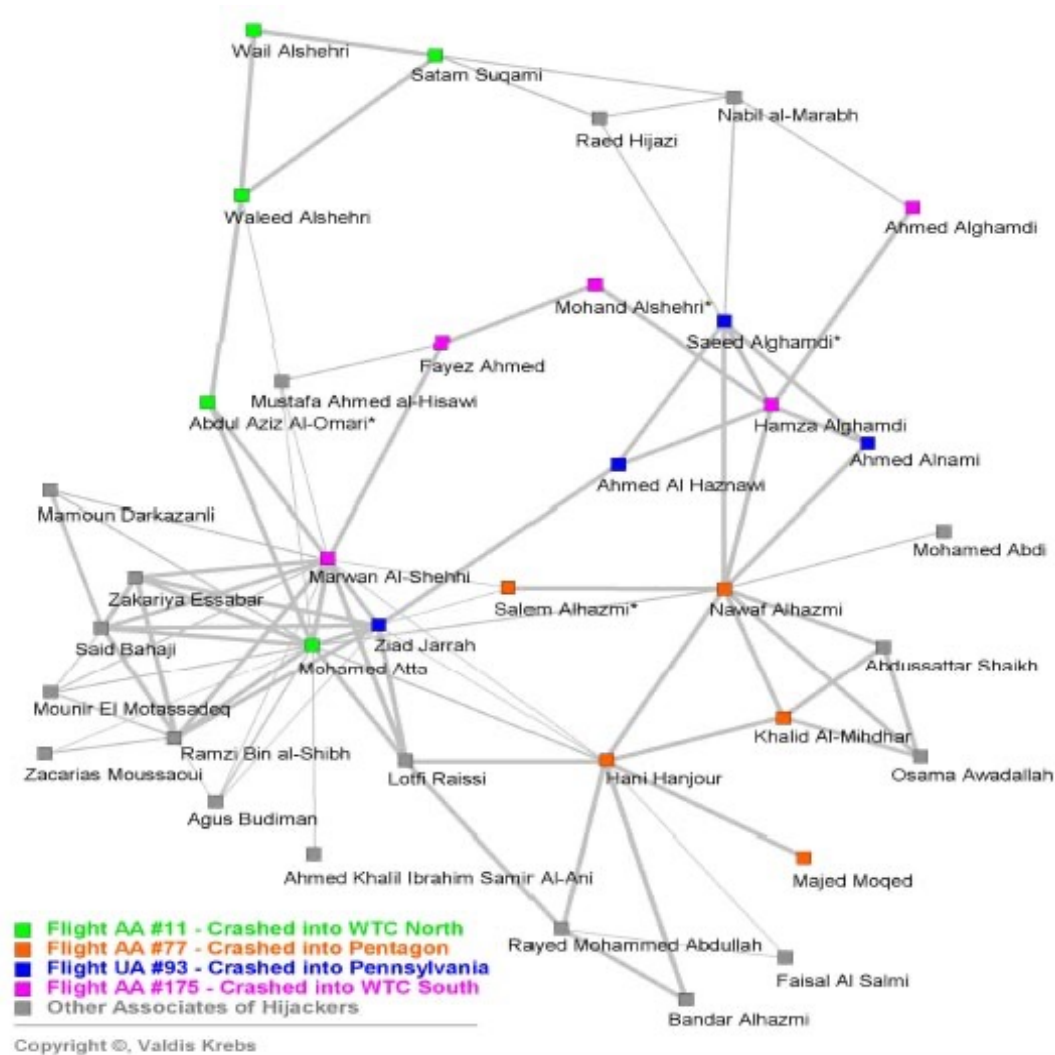 Wail Alshehri
Satam Suqami
Nabil al-Marabh
Raed Hijazi
Waleed Alshehri
Ahmed Alghamdi
Mohand Alshehri*
Saeed Alghamdi*
Fayez Ahmed
Mustafa Ahmed al-Hisawi
Abdul Aziz Al-Omari*
Hamza Alghamdi
Ahmed Alnami
Ahmed Al Haznawi
Mamoun Darkazanli
Mohamed Abdi
Marwan Al-Shehhi
Zakariya Essabar
Salem Alhazmi*
Nawaf Alhazmi
Said Bahaji
Ziad Jarrah
Mohamed Atta
Abdussattar Shaikh
Mounir El Motassadeq
Khalid Al-Mihdhar
Ramzi Bin al-Shibh
Zacarias Moussaoui
Lotfi Raissi
Hani Hanjour
Osama Awadallah
Agus Budiman
Ahmed Khalil Ibrahim Samir Al-Ani
Majed Moqed
Flight AA #11 - Crashed into WTC North
Flight AA #77 - Crashed into Pentagon
Flight UA #93 - Crashed into Pennsylvania
Flight AA #175 - Crashed into WTC South
Other Associates of Hijackers
Rayed Mohammed Abdullah
Faisal Al Salmi
Bandar Alhazmi
Copyright ©, Valdis Krebs